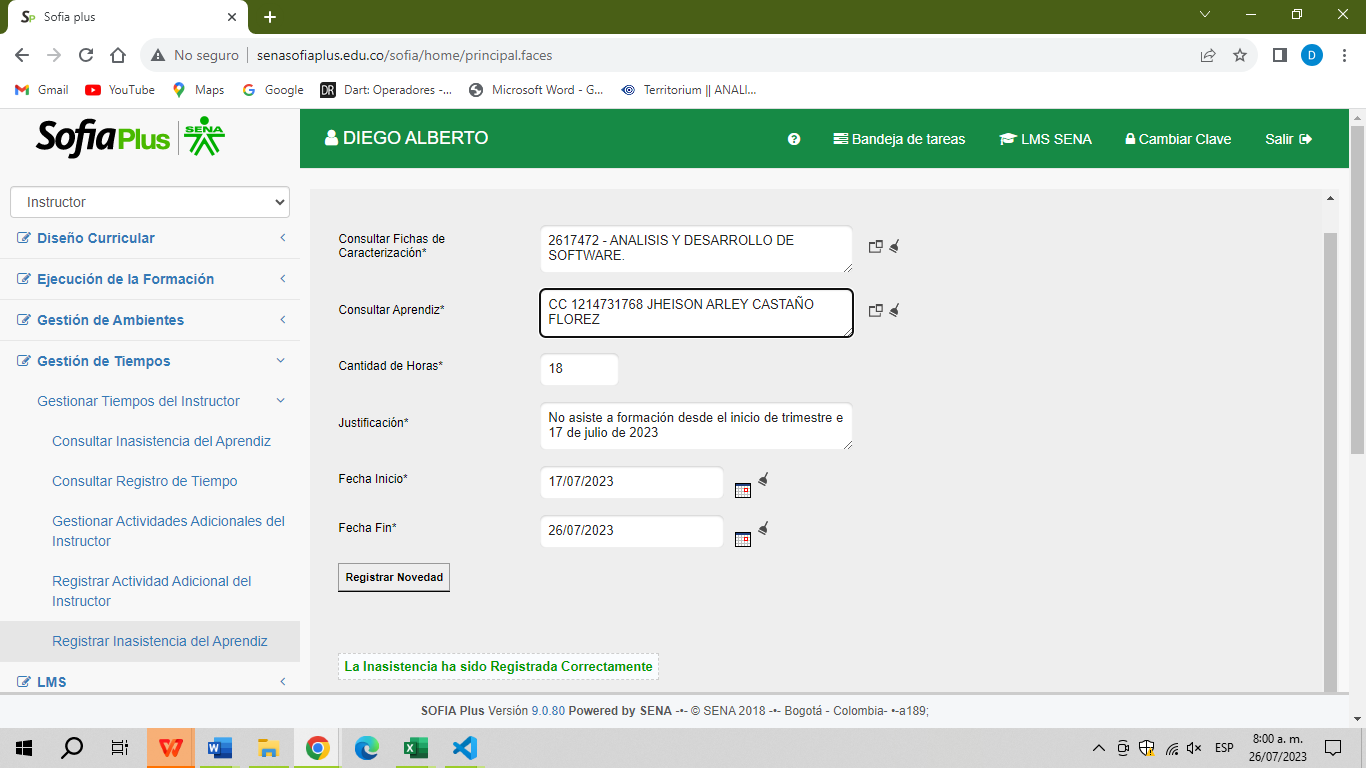 Sofia plus
No seguro
senasofiaplus.edu.co/sofia/home/principal.faces
D
Gmail
YouTube
Maps
Google
DR Dart: Operadores -...
Microsoft Word - G...
Territorium || ANALI...
Sofia Plus SENA
DIEGO ALBERTO
Bandeja de tareas
LMS SENA
Cambiar Clave
Salir
Instructor
Diseño Curricular
Ejecución de la Formación
Gestión de Ambientes
Gestión de Tiempos
Gestionar Tiempos del Instructor
Consultar Inasistencia del Aprendiz
Consultar Registro de Tiempo
Gestionar Actividades Adicionales del
Instructor
Registrar Actividad Adicional del
Instructor
Registrar Inasistencia del Aprendiz
LMS
Consultar Fichas de
Caracterización*
2617472 - ANALISIS Y DESARROLLO DE
SOFTWARE.
Consultar Aprendiz*
CC 1214731768 JHEISON ARLEY CASTAÑO
FLOREZ
Cantidad de Horas*
18
Justificación*
No asiste a formación desde el inicio de trimestre e
17 de julio de 2023
Fecha Inicio*
17/07/2023
Fecha Fin*
26/07/2023
Registrar Novedad
La Inasistencia ha sido Registrada Correctamente
SOFIA Plus Versión 9.0.80 Powered by SENA -•- © SENA 2018 -•- Bogotá - Colombia- •-a189;
ESP
8:00 a. m.
26/07/2023